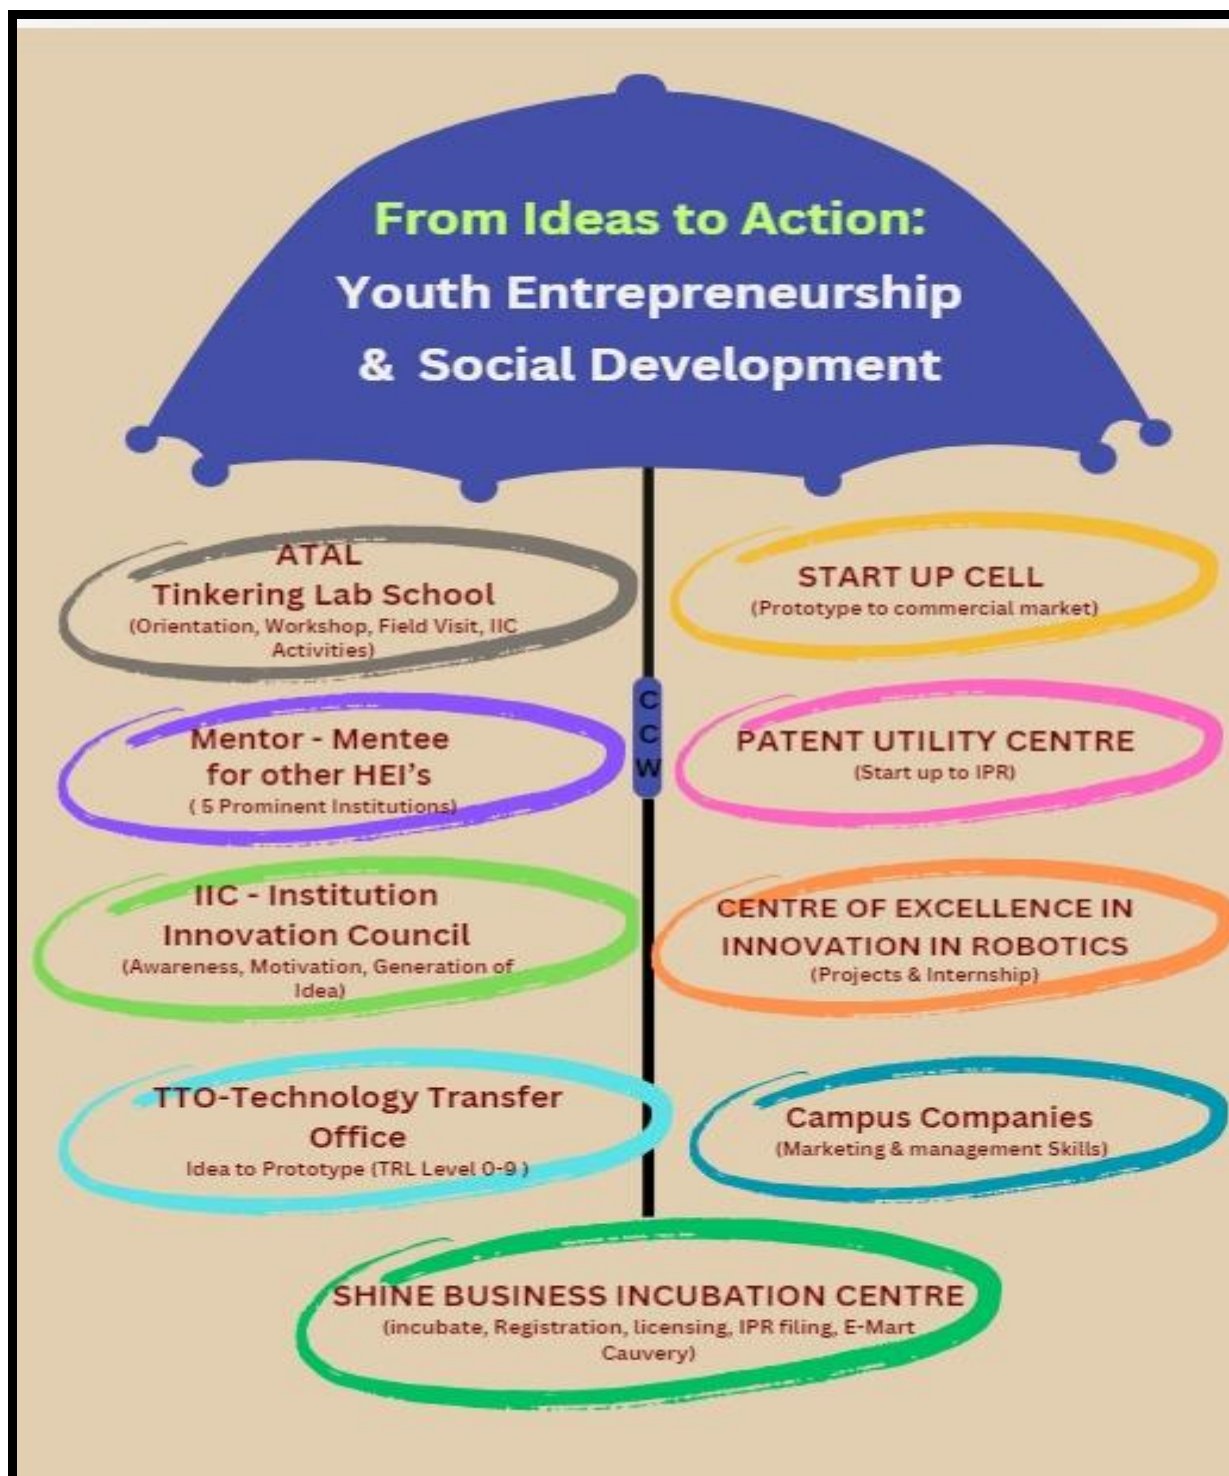 From Ideas to Action:
Youth Entrepreneurship
& Social Development
ATAL
Tinkering Lab School
(Orientation, Workshop, Field Visit, IIC
Activities)
START UP CELL
(Prototype to commercial market)
C
C
W
Mentor - Mentee
for other HEI's
( 5 Prominent Institutions)
PATENT UTILITY CENTRE
(Start up to IPR)
IIC - Institution
Innovation Council
(Awareness, Motivation, Generation of
Idea)
CENTRE OF EXCELLENCE IN
INNOVATION IN ROBOTICS
(Projects & Internship)
TTO-Technology Transfer
Office
Idea to Prototype (TRL Level 0-9 )
Campus Companies
(Marketing & management Skills)
SHINE BUSINESS INCUBATION CENTRE
(incubate, Registration, licensing, IPR filing, E-Mart
Cauvery)